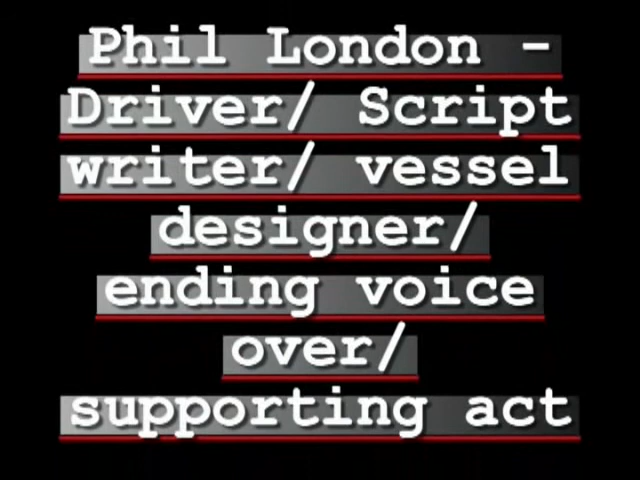 Phil London -
Driver/ Script
writer/ vessel
designer/
ending voice
over/
supporting act